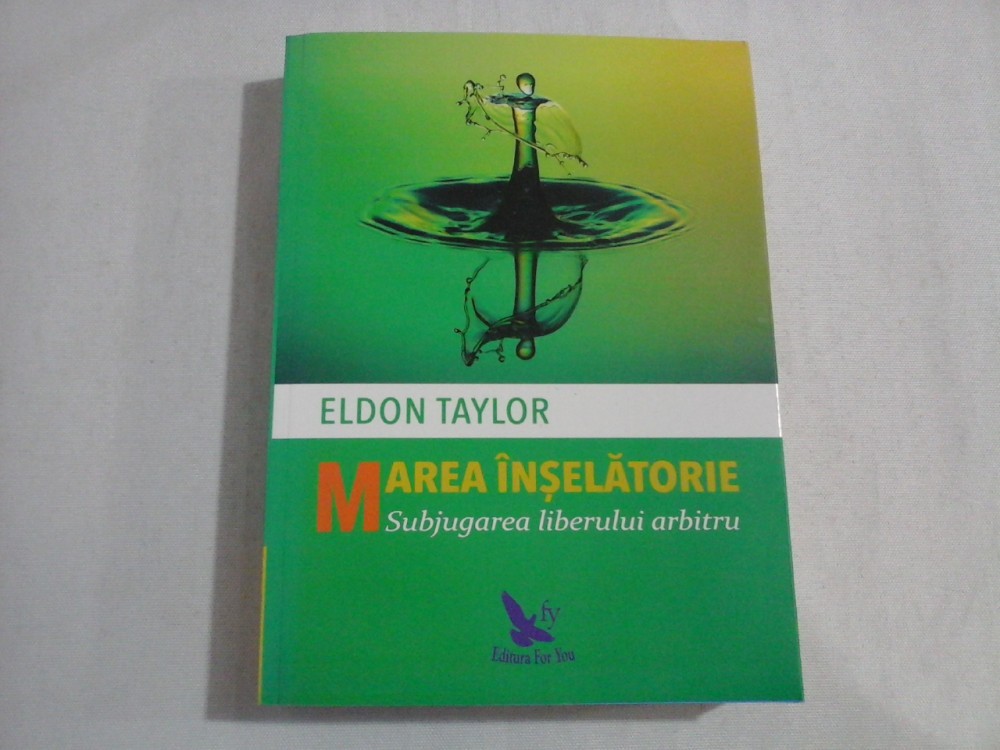 ELDON TAYLOR
MAREA ÎNȘELĂTORIE
Subjugarea liberului arbitru
fy
Editura For You